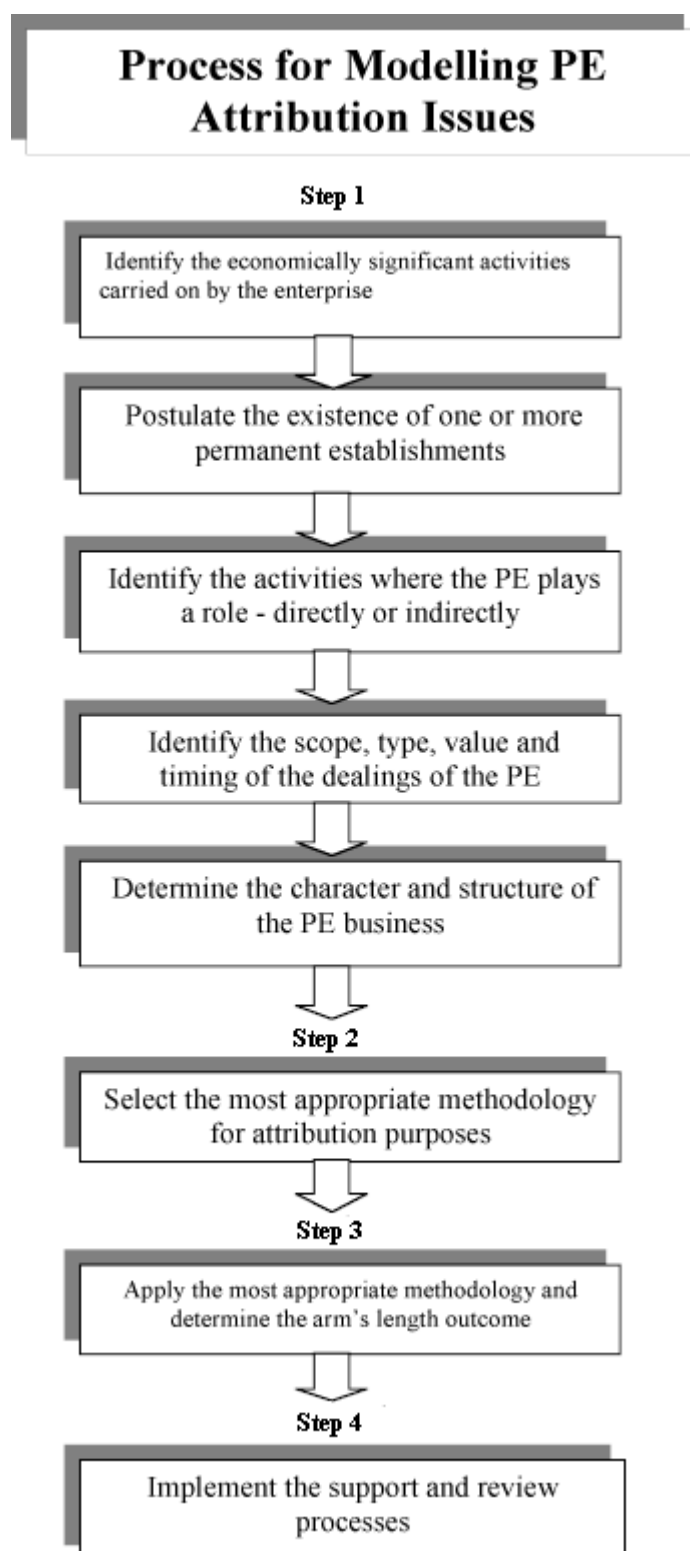 Process for Modelling PE
Attribution Issues
Step 1
Identify the economically significant activities
carried on by the enterprise
Postulate the existence of one or more
permanent establishments
Identify the activities where the PE plays
a role - directly or indirectly
Identify the scope, type, value and
timing of the dealings of the PE
Determine the character and structure of
the PE business
Step 2
Select the most appropriate methodology
for attribution purposes
Step 3
Apply the most appropriate methodology and
determine the arm’s length outcome
Step 4
Implement the support and review
processes